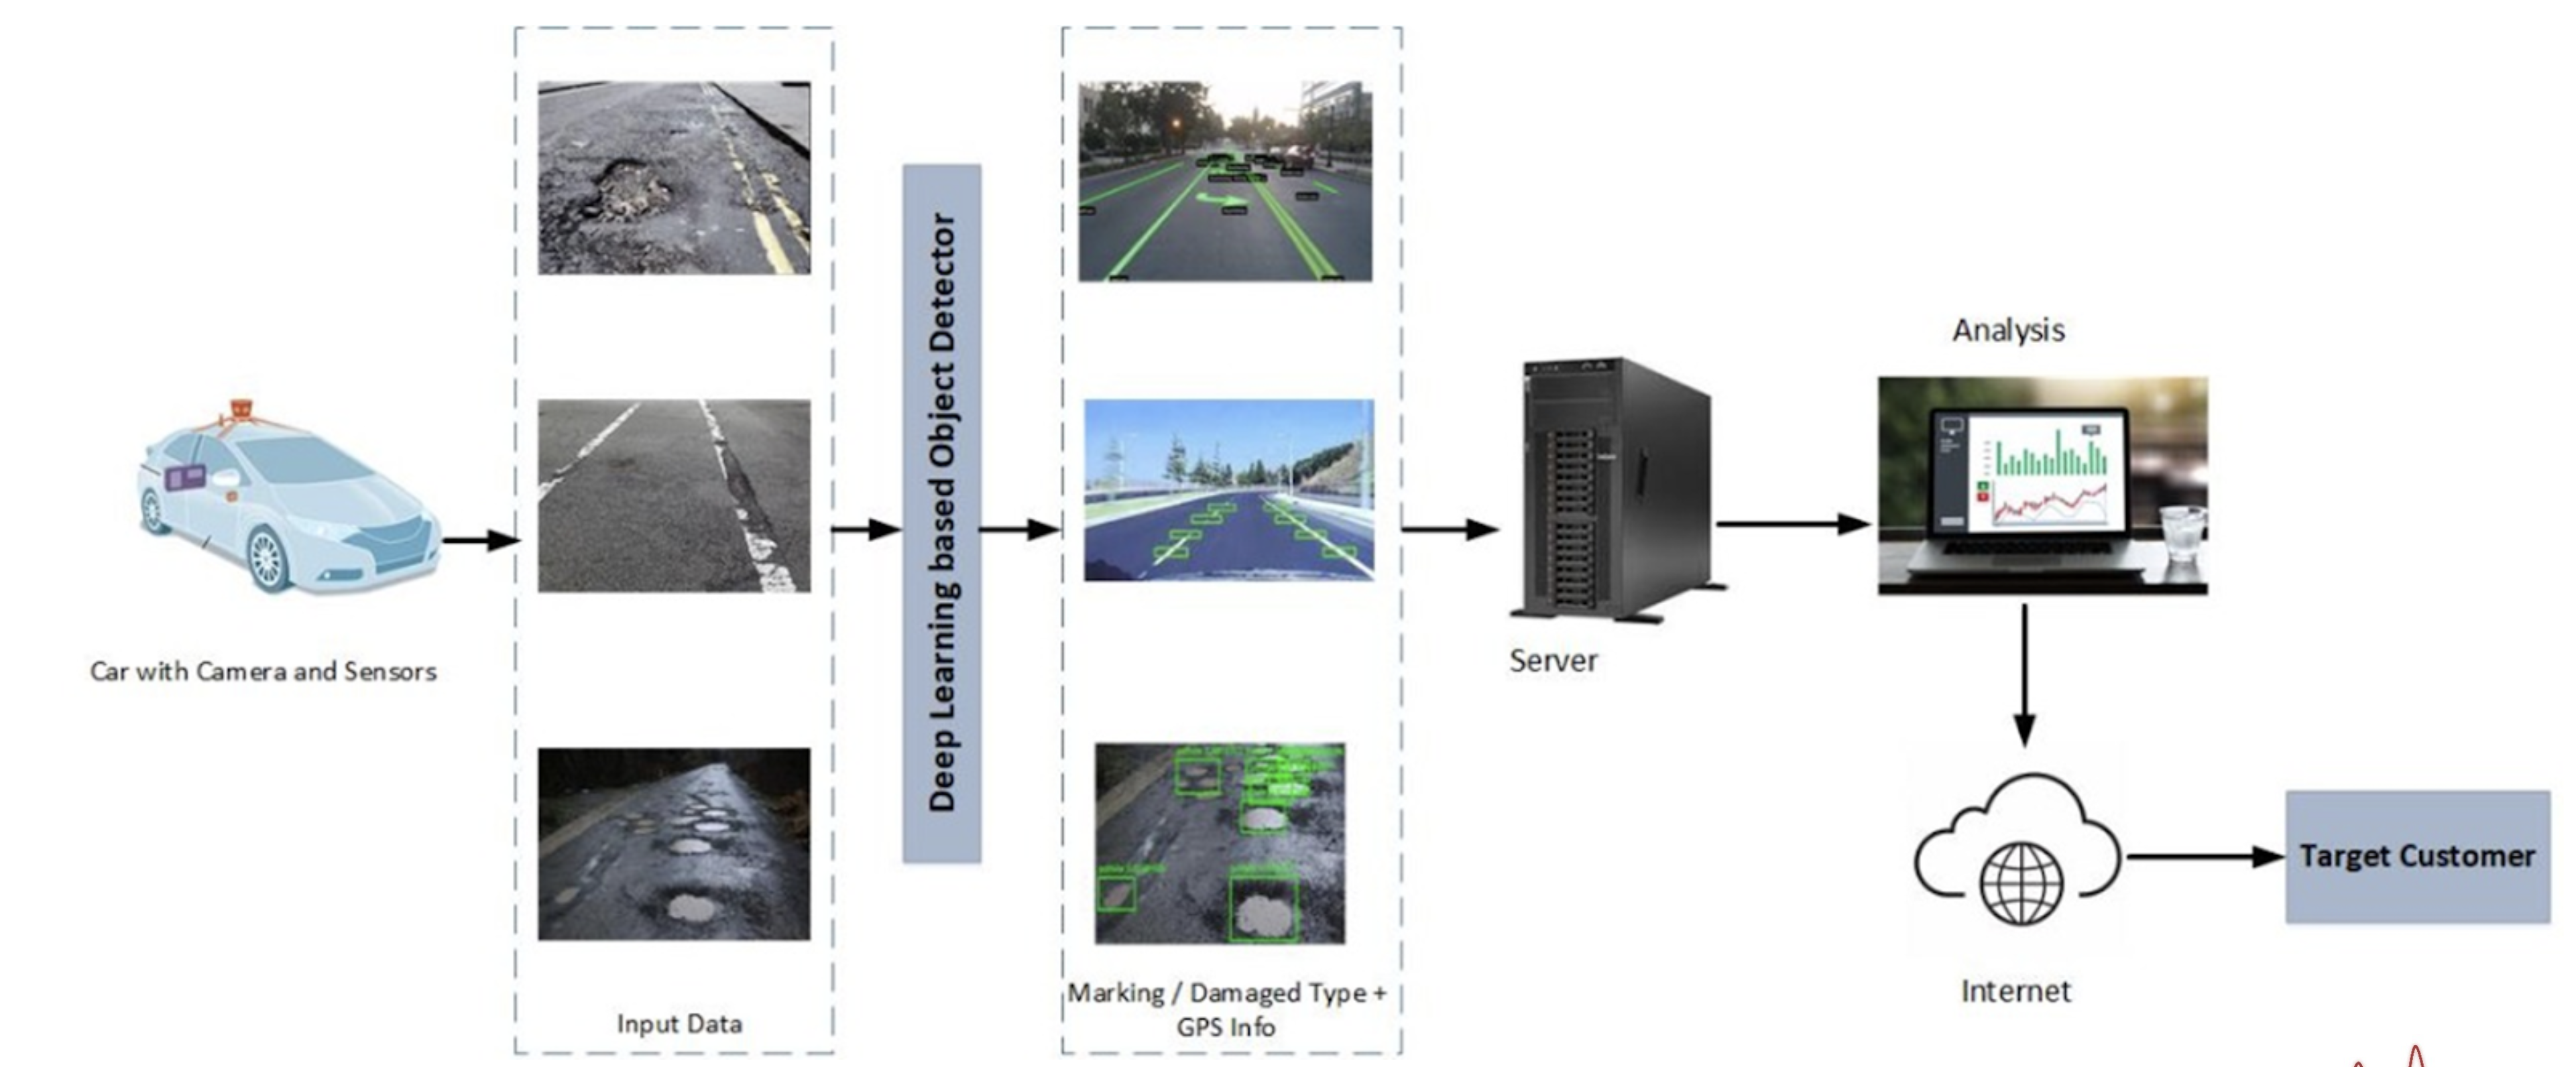 Car with Camera and Sensors
Input Data
Deep Learning based Object Detector
Marking / Damaged Type +
GPS Info
Server
Analysis
Internet
Target Customer